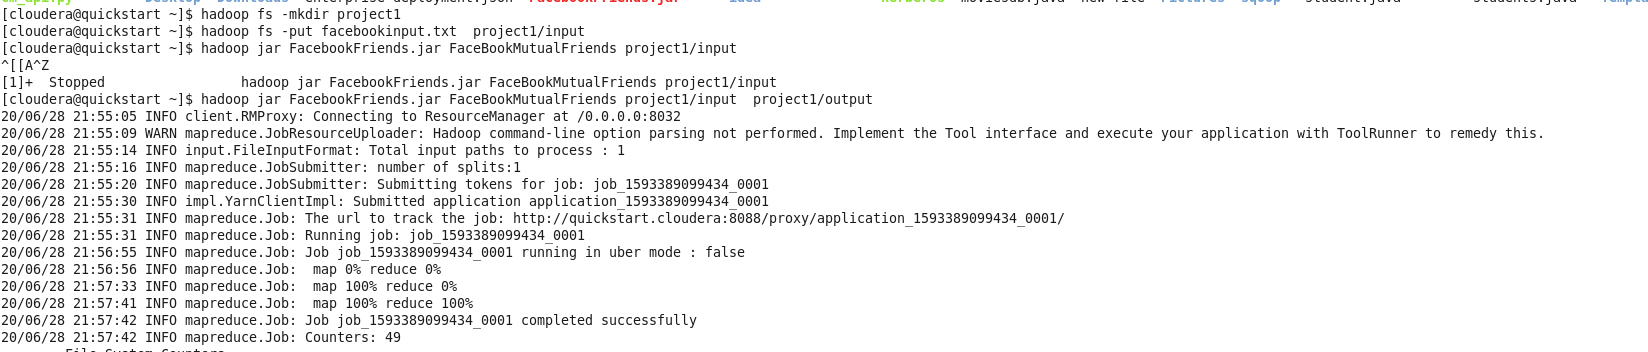 [cloudera@quickstart ~]$ hadoop fs -mkdir project1
[cloudera@quickstart ~]$ hadoop fs -put facebookinput.txt  project1/input
[cloudera@quickstart ~]$ hadoop jar FacebookFriends.jar FaceBookMutualFriends project1/input
^[[A^Z
[1]+  Stopped                 hadoop jar FacebookFriends.jar FaceBookMutualFriends project1/input
[cloudera@quickstart ~]$ hadoop jar FacebookFriends.jar FaceBookMutualFriends project1/input  project1/output
20/06/28 21:55:05 INFO client.RMProxy: Connecting to ResourceManager at /0.0.0.0:8032
20/06/28 21:55:09 WARN mapreduce.JobResourceUploader: Hadoop command-line option parsing not performed. Implement the Tool interface and execute your application with ToolRunner to remedy this.
20/06/28 21:55:14 INFO input.FileInputFormat: Total input paths to process : 1
20/06/28 21:55:16 INFO mapreduce.JobSubmitter: number of splits:1
20/06/28 21:55:20 INFO mapreduce.JobSubmitter: Submitting tokens for job: job_1593389099434_0001
20/06/28 21:55:30 INFO impl.YarnClientImpl: Submitted application application_1593389099434_0001
20/06/28 21:55:31 INFO mapreduce.Job: The url to track the job: http://quickstart.cloudera:8088/proxy/application_1593389099434_0001/
20/06/28 21:55:31 INFO mapreduce.Job: Running job: job_1593389099434_0001
20/06/28 21:56:55 INFO mapreduce.Job: Job job_1593389099434_0001 running in uber mode : false
20/06/28 21:56:56 INFO mapreduce.Job:  map 0% reduce 0%
20/06/28 21:57:33 INFO mapreduce.Job:  map 100% reduce 0%
20/06/28 21:57:41 INFO mapreduce.Job:  map 100% reduce 100%
20/06/28 21:57:42 INFO mapreduce.Job: Job job_1593389099434_0001 completed successfully
20/06/28 21:57:42 INFO mapreduce.Job: Counters: 49